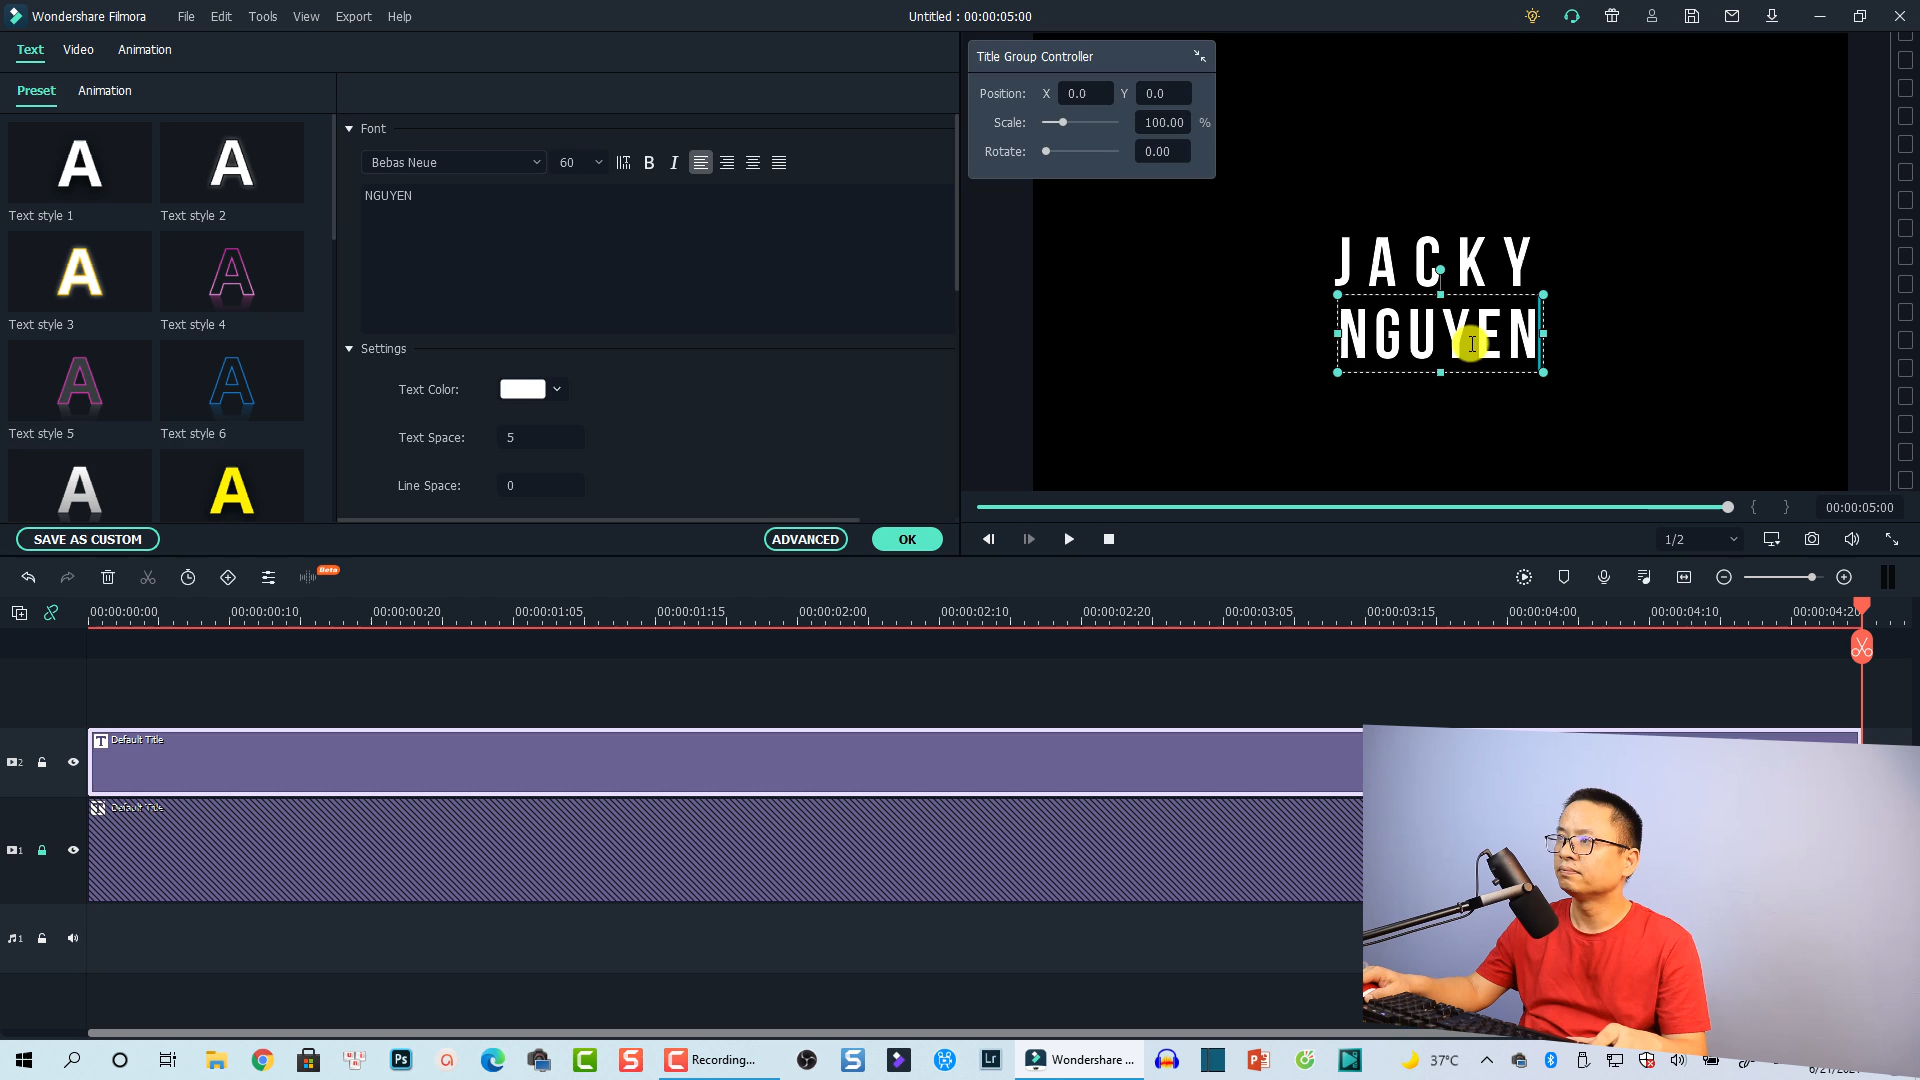 Wondershare Filmora
File
Edit
Tools
View
Export
Help
Untitled : 00:00:05:00
Text
Video
Animation
Preset
Animation
Text style 1
Text style 2
Text style 3
Text style 4
Text style 5
Text style 6
Font
Bebas Neue
60
NGUYEN
Settings
Text Color:
Text Space:
5
Line Space:
0
SAVE AS CUSTOM
ADVANCED
OK
Title Group Controller
Position:
X
0.0
Y
0.0
Scale:
100.00
%
Rotate:
0.00
JACKY
NGUYEN
00:00:05:00
1/2
Beta
00:00:00:00
00:00:00:10
00:00:00:20
00:00:01:05
00:00:01:15
00:00:02:00
00:00:02:10
00:00:02:20
00:00:03:05
00:00:03:15
00:00:04:00
00:00:04:10
00:00:04:20
Default Title
2
Default Title
1
1
Recording...
Wondershare ...
37°C